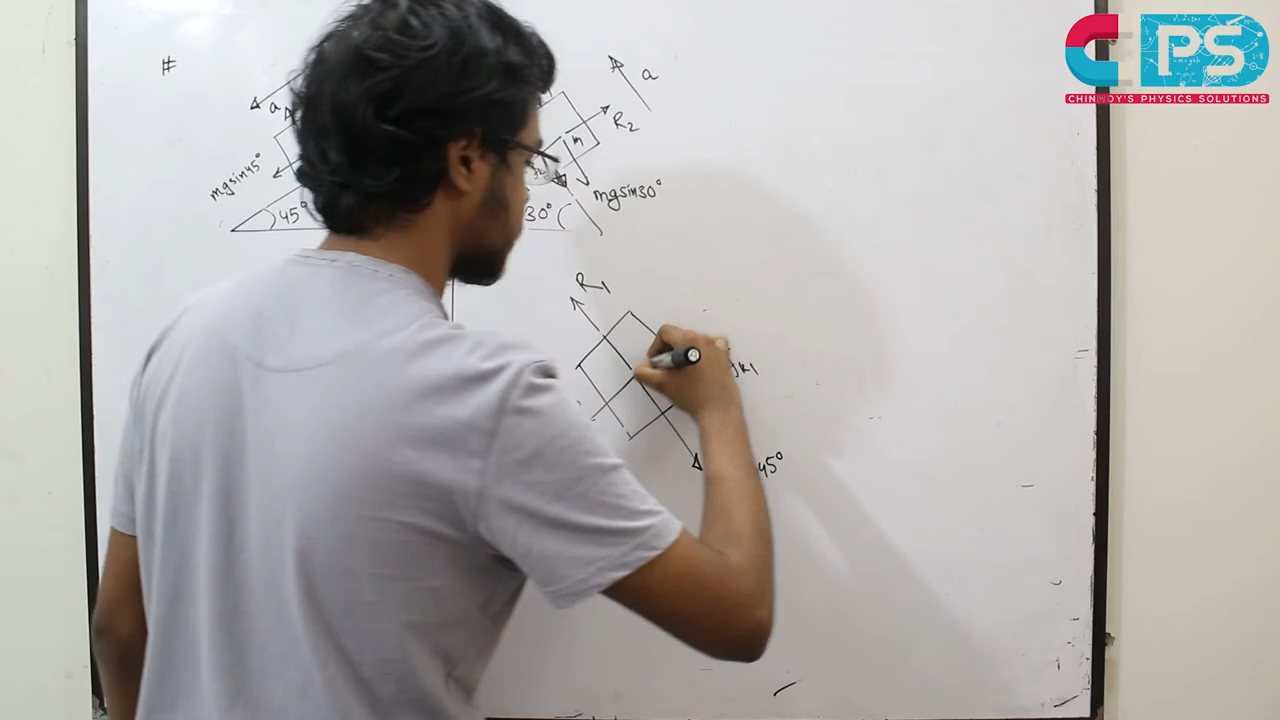 #
a
a
R2
m
mgsin45°
mgsin30°
45°
30°
R1
45°
CPS
CHINMOY'S PHYSICS SOLUTIONS